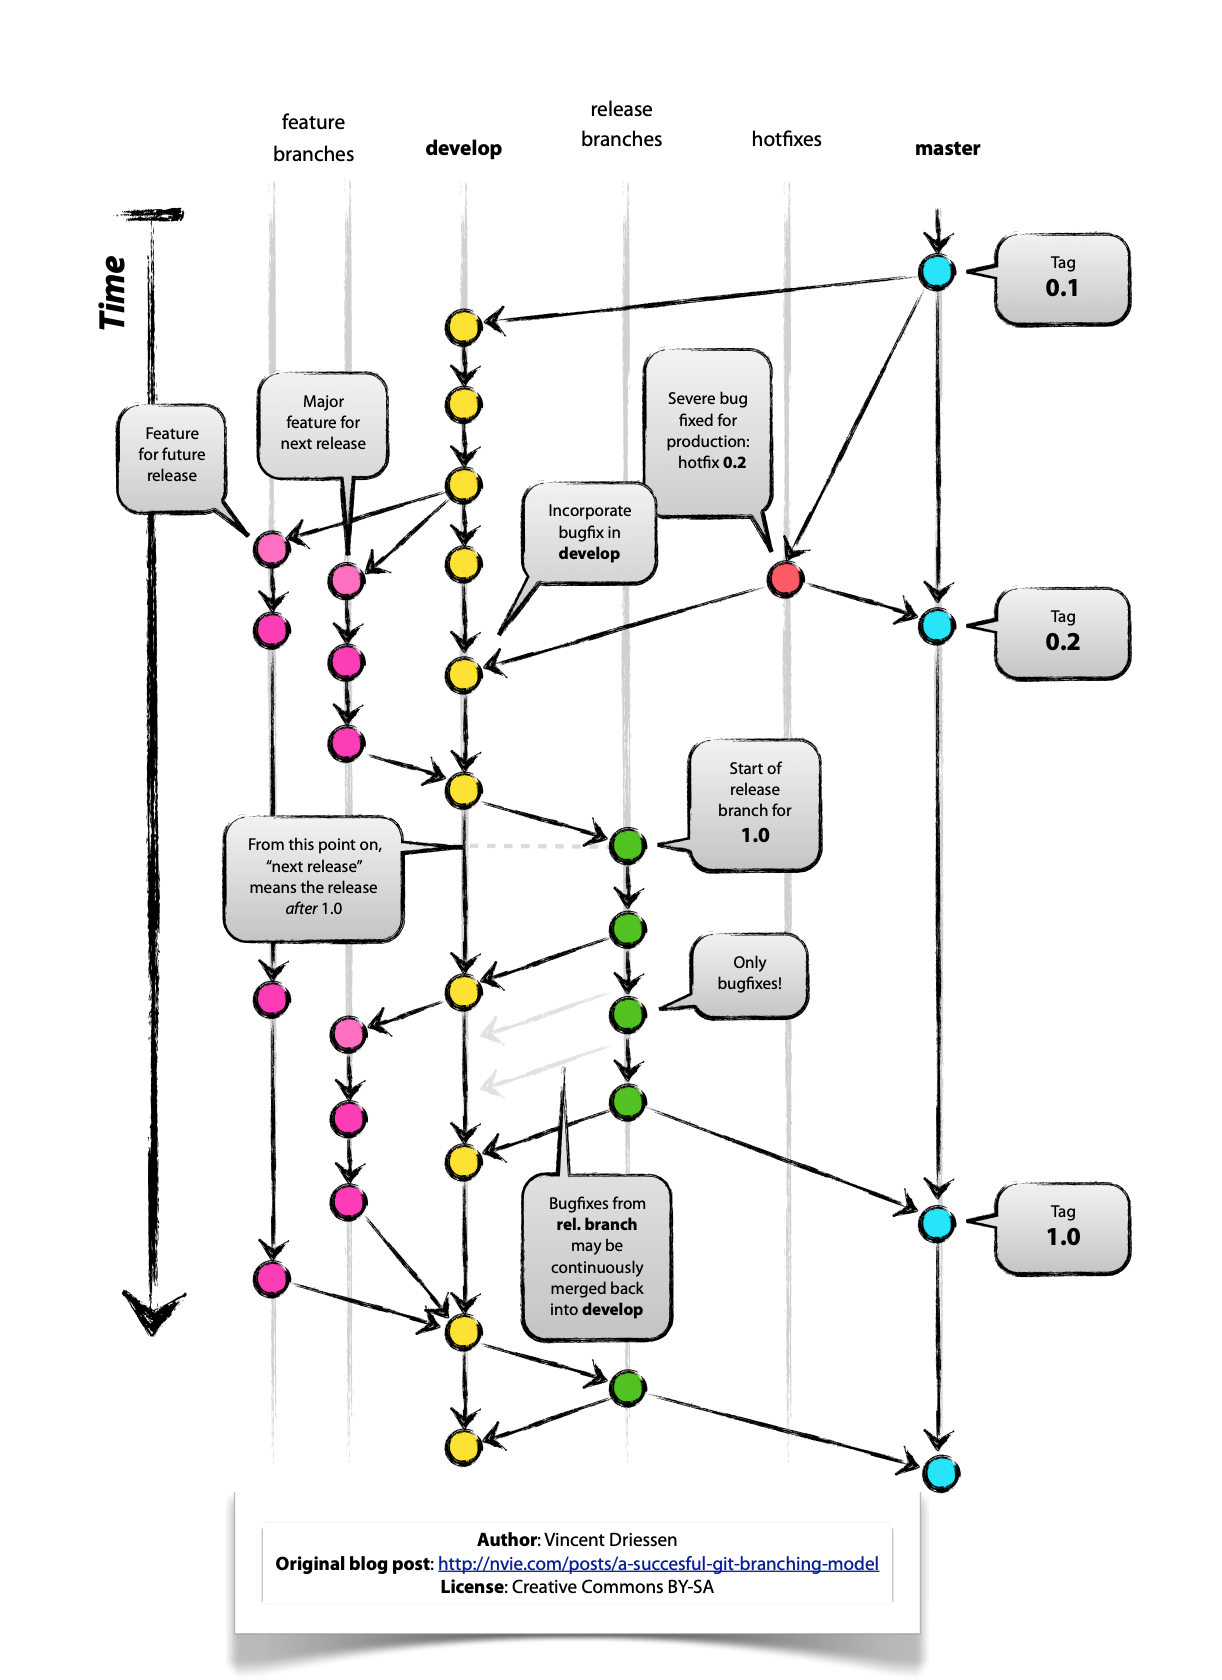 feature
branches
develop
release
branches
hotfixes
master
Time
Tag
0.1
Major
feature for
next release
Feature
for future
release
Severe bug
fixed for
production:
hotfix 0.2
Incorporate
bugfix in
develop
Tag
0.2
Start of
release
branch for
1.0
From this point on,
“next release”
means the release
after 1.0
Only
bugfixes!
Bugfixes from
rel. branch
may be
continuously
merged back
into develop
Tag
1.0
Author: Vincent Driessen
Original blog post: http://nvie.com/posts/a-succesful-git-branching-model
License: Creative Commons BY-SA